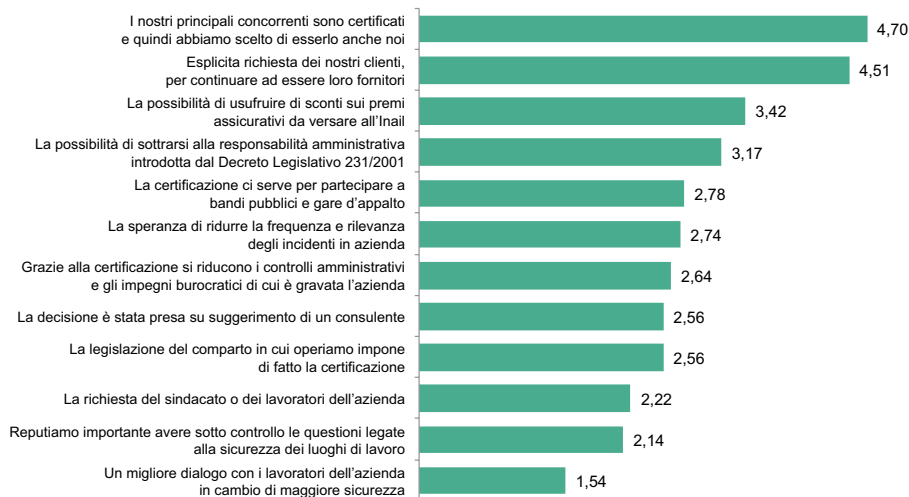 I nostri principali concorrenti sono certificati
e quindi abbiamo scelto di esserlo anche noi
4,70
Esplicita richiesta dei nostri clienti,
per continuare ad essere loro fornitori
4,51
La possibilità di usufruire di sconti sui premi
assicurativi da versare all’Inail
3,42
La possibilità di sottrarsi alla responsabilità amministrativa
introdotta dal Decreto Legislativo 231/2001
3,17
La certificazione ci serve per partecipare a
bandi pubblici e gare d’appalto
2,78
La speranza di ridurre la frequenza e rilevanza
degli incidenti in azienda
2,74
Grazie alla certificazione si riducono i controlli amministrativi
e gli impegni burocratici di cui è gravata l’azienda
2,64
La decisione è stata presa su suggerimento di un consulente
2,56
La legislazione del comparto in cui operiamo impone
di fatto la certificazione
2,56
La richiesta del sindacato o dei lavoratori dell’azienda
2,22
Reputiamo importante avere sotto controllo le questioni legate
alla sicurezza dei luoghi di lavoro
2,14
Un migliore dialogo con i lavoratori dell’azienda
in cambio di maggiore sicurezza
1,54